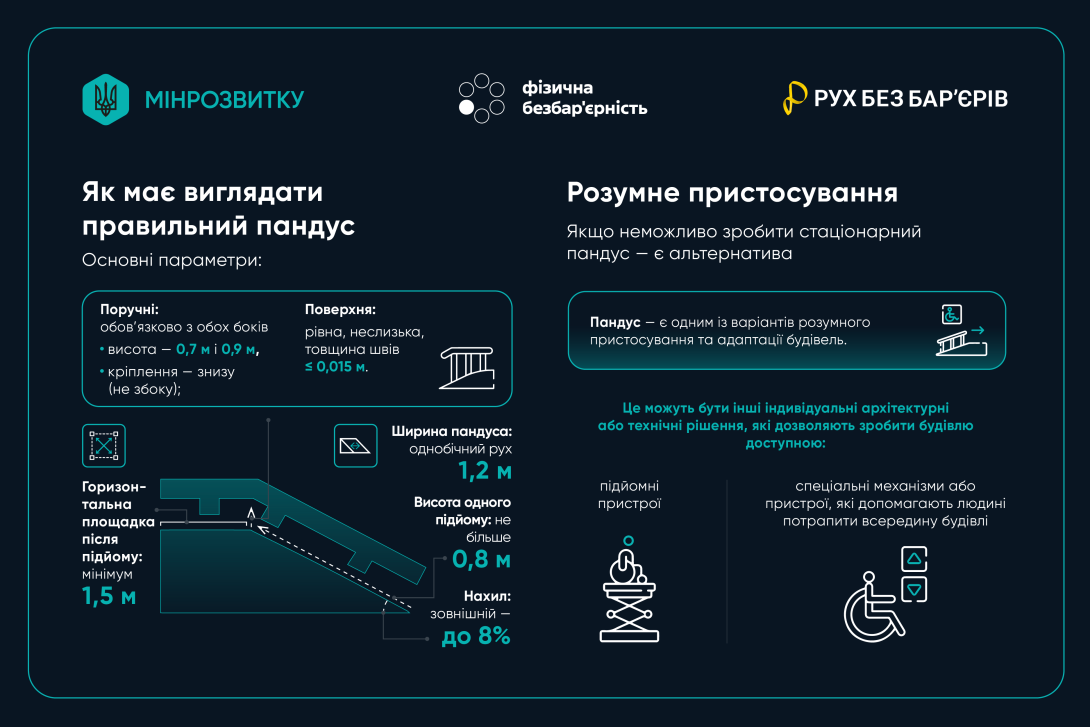 МІНРОЗВИТКУ
фізична
безбар'єрність
РУХ БЕЗ БАР’ЄРІВ
Як має виглядати
правильний пандус
Основні параметри:
Поручні:
обов’язково з обох боків
• висота — 0,7 м і 0,9 м,
• кріплення — знизу
(не збоку);
Поверхня:
рівна, неслизька,
товщина швів
≤ 0,015 м.
Ширина пандуса:
однобічний рух
1,2 м
Горизон-
тальна
площадка
після
підйому:
мінімум
1,5 м
Висота одного
підйому: не
більше
0,8 м
Нахил:
зовнішній —
до 8%
Розумне пристосування
Якщо неможливо зробити стаціонарний
пандус — є альтернатива
Пандус — є одним із варіантів розумного
пристосування та адаптації будівель.
Це можуть бути інші індивідуальні архітектурні
або технічні рішення, які дозволяють зробити будівлю
доступною:
підйомні
пристрої
спеціальні механізми або
пристрої, які допомагають людині
потрапити всередину будівлі